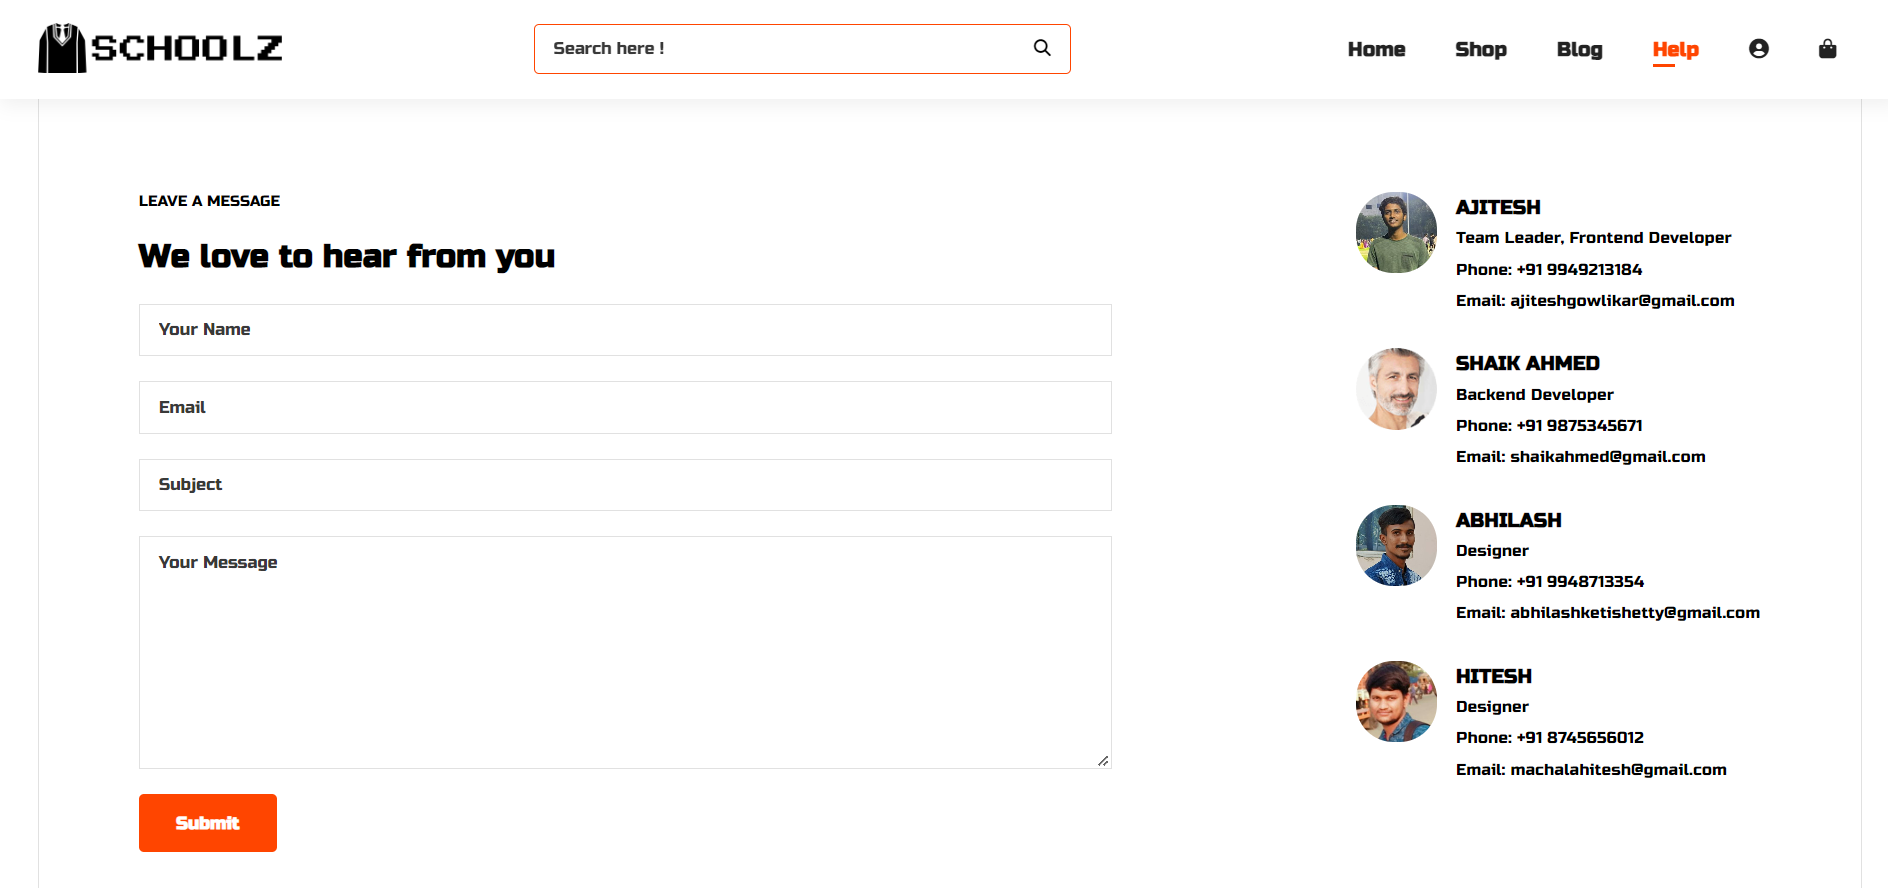 SCHOOLZ
Search here !
Home
Shop
Blog
Help
LEAVE A MESSAGE
We love to hear from you
Your Name
Email
Subject
Your Message
Submit
AJITESH
Team Leader, Frontend Developer
Phone: +91 9949213184
Email: ajiteshgowlikar@gmail.com
SHAIK AHMED
Backend Developer
Phone: +91 9875345671
Email: shaikahmed@gmail.com
ABHILASH
Designer
Phone: +91 9948713354
Email: abhilashketishetty@gmail.com
HITESH
Designer
Phone: +91 8745656012
Email: machalahitesh@gmail.com